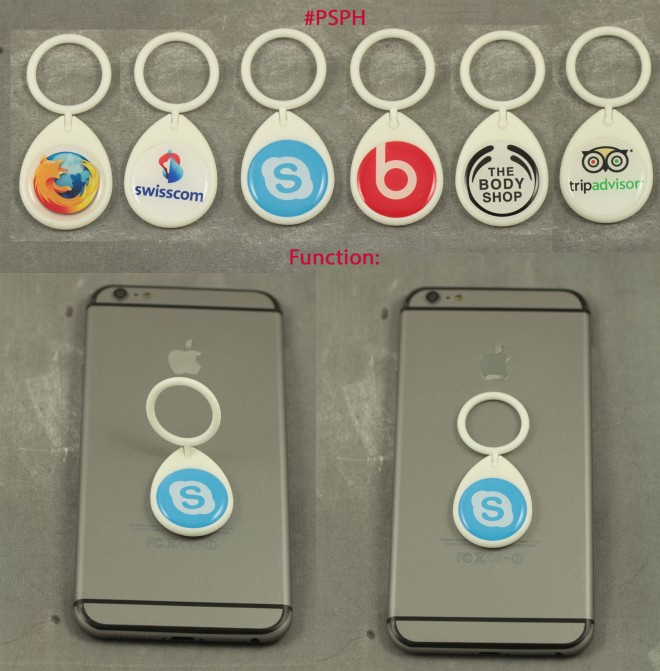 #PSPH
swisscom
S
b
THE
BODY
SHOP
tripadvisor
Function:
S
S